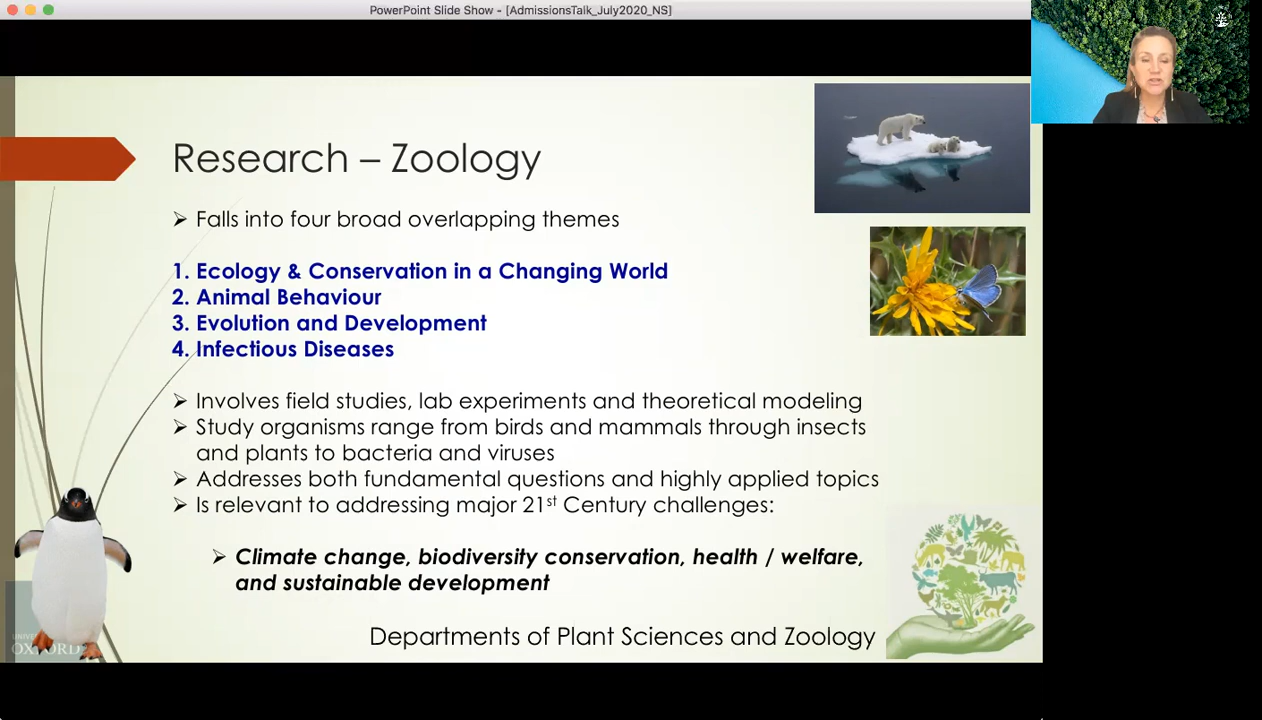 PowerPoint Slide Show - [AdmissionsTalk_July2020_NS]
Research – Zoology
➢ Falls into four broad overlapping themes
1. Ecology & Conservation in a Changing World
2. Animal Behaviour
3. Evolution and Development
4. Infectious Diseases
➢ Involves field studies, lab experiments and theoretical modeling
➢ Study organisms range from birds and mammals through insects
and plants to bacteria and viruses
➢ Addresses both fundamental questions and highly applied topics
➢ Is relevant to addressing major 21st Century challenges:
➢ Climate change, biodiversity conservation, health / welfare,
and sustainable development
OXFORD
Departments of Plant Sciences and Zoology